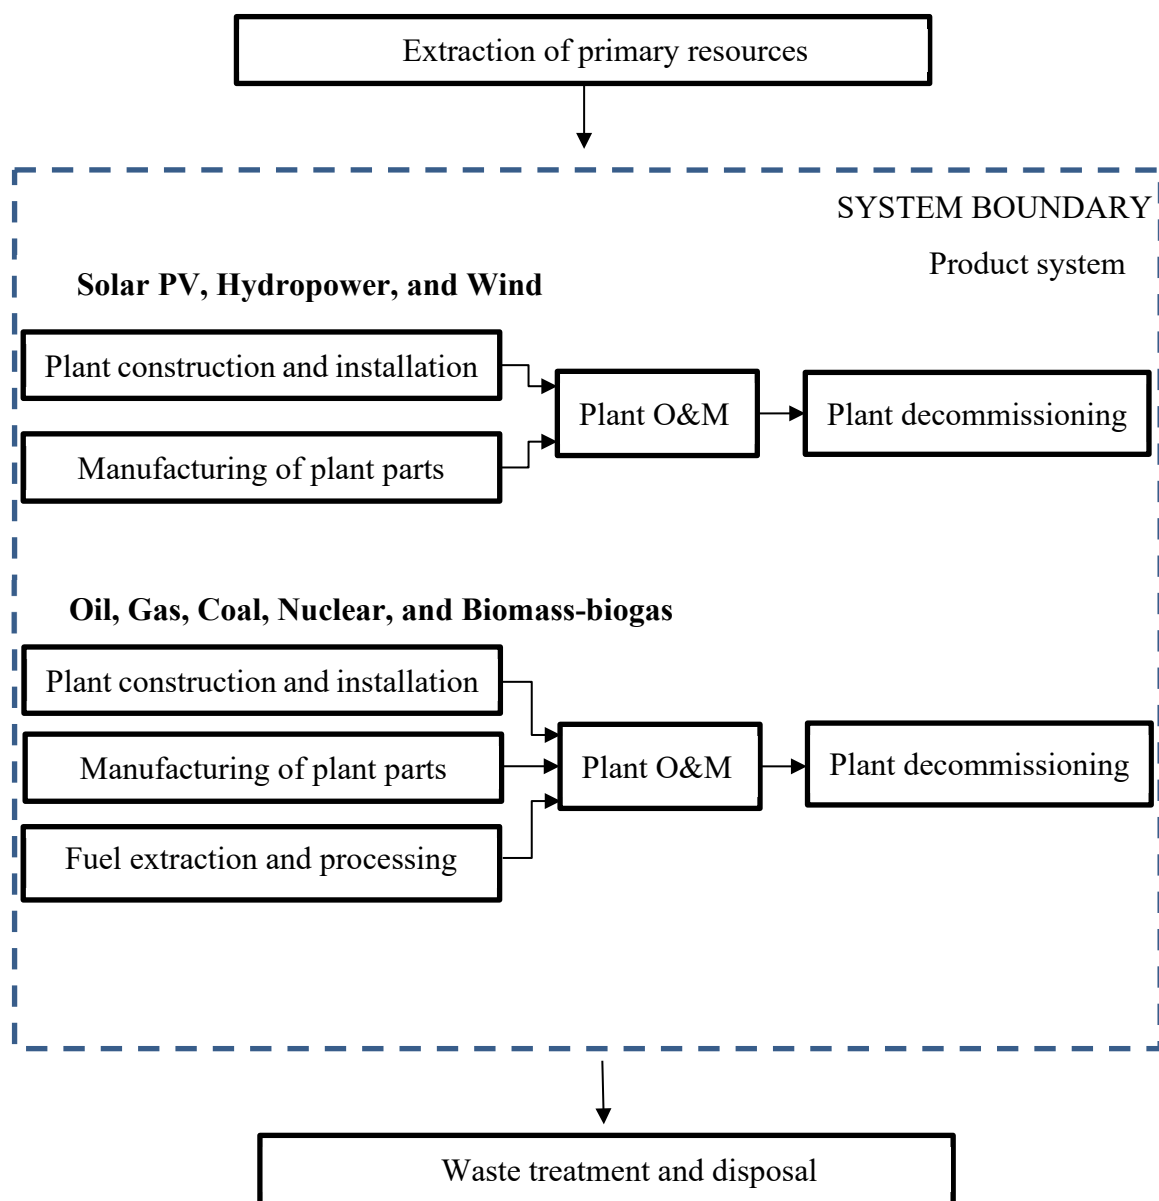 Extraction of primary resources
SYSTEM BOUNDARY
Product system
Solar PV, Hydropower, and Wind
Plant construction and installation
Manufacturing of plant parts
Plant O&M
Plant decommissioning
Oil, Gas, Coal, Nuclear, and Biomass-biogas
Plant construction and installation
Manufacturing of plant parts
Fuel extraction and processing
Plant O&M
Plant decommissioning
Waste treatment and disposal